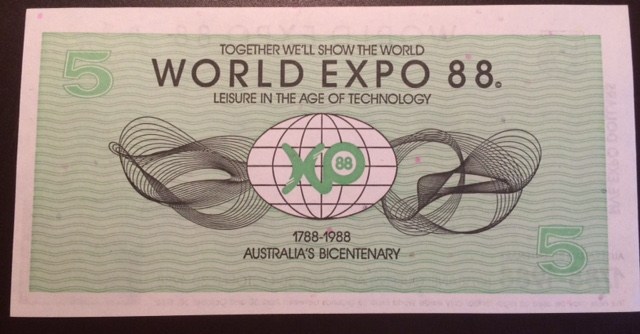 TOGETHER WE'LL SHOW THE WORLD
5
WORLD EXPO 88
LEISURE IN THE AGE OF TECHNOLOGY
XPO
88
1788-1988
AUSTRALIA'S BICENTENARY
5